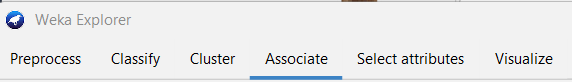 Weka Explorer
Preprocess Classify Cluster Associate Select attributes Visualize